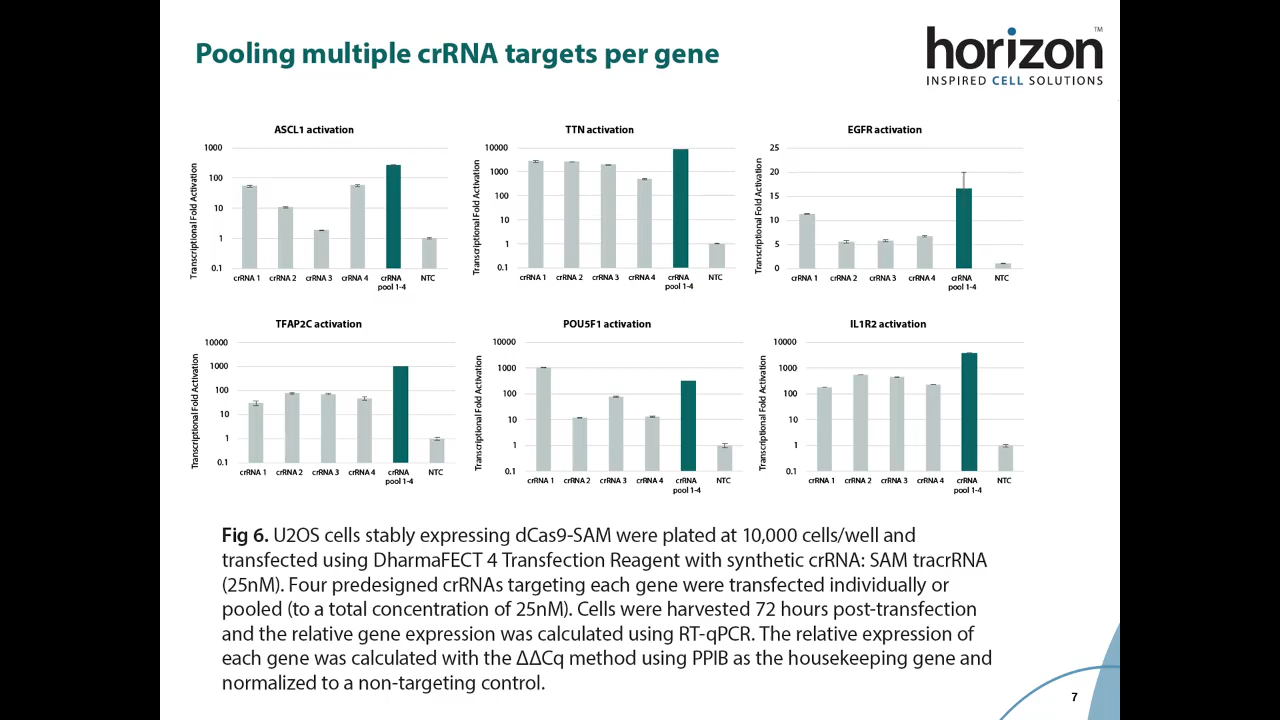 Pooling multiple crRNA targets per gene
horizon™
INSPIRED CELL SOLUTIONS
ASCL1 activation
Transcriptional Fold Activation
1000
100
10
1
0.1
crRNA 1 crRNA 2 crRNA 3 crRNA 4 crRNA NTC
pool 1-4
TTN activation
Transcriptional Fold Activation
10000
1000
100
10
1
0.1
crRNA 1 crRNA 2 crRNA 3 crRNA 4 crRNA NTC
pool 1-4
EGFR activation
Transcriptional Fold Activation
25
20
15
10
5
0
crRNA 1 crRNA 2 crRNA 3 crRNA 4 crRNA NTC
pool 1-4
TFAP2C activation
Transcriptional Fold Activation
10000
1000
100
10
1
0.1
crRNA 1 crRNA 2 crRNA 3 crRNA 4 crRNA NTC
pool 1-4
POU5F1 activation
Transcriptional Fold Activation
10000
1000
100
10
1
0.1
crRNA 1 crRNA 2 crRNA 3 crRNA 4 crRNA NTC
pool 1-4
IL1R2 activation
Transcriptional Fold Activation
10000
1000
100
10
1
0.1
crRNA 1 crRNA 2 crRNA 3 crRNA 4 crRNA NTC
pool 1-4
Fig 6. U2OS cells stably expressing dCas9-SAM were plated at 10,000 cells/well and
transfected using DharmaFECT 4 Transfection Reagent with synthetic crRNA: SAM tracrRNA
(25nM). Four predesigned crRNAs targeting each gene were transfected individually or
pooled (to a total concentration of 25nM). Cells were harvested 72 hours post-transfection
and the relative gene expression was calculated using RT-qPCR. The relative expression of
each gene was calculated with the ΔΔCq method using PPIB as the housekeeping gene and
normalized to a non-targeting control.
7